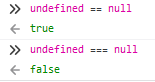 >> undefined == null
← true
>> undefined === null
← false